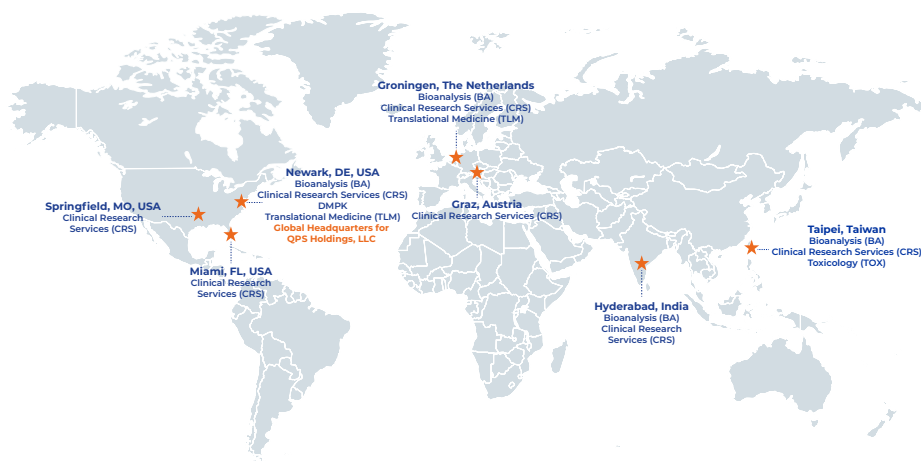 Groningen, The Netherlands
Bioanalysis (BA)
Clinical Research Services (CRS)
Translational Medicine (TLM)
Newark, DE, USA
Bioanalysis (BA)
Clinical Research Services (CRS)
DMPK
Translational Medicine (TLM)
Global Headquarters for
QPS Holdings, LLC
Springfield, MO, USA
Clinical Research
Services (CRS)
Graz, Austria
Clinical Research Services (CRS)
Taipei, Taiwan
Bioanalysis (BA)
Clinical Research Services (CRS)
Toxicology (TOX)
Miami, FL, USA
Clinical Research
Services (CRS)
Hyderabad, India
Bioanalysis (BA)
Clinical Research
Services (CRS)